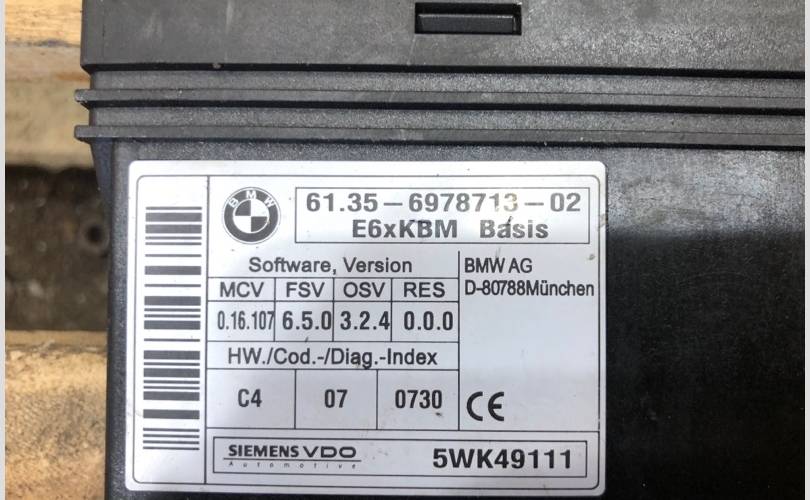 BMW
61.35-6978713-02
E6xKBM Basis
Software, Version
MCV FSV OSV RES
0.16.107 6.5.0 3.2.4 0.0.0
HW./Cod.-/Diag.-Index
C4 07 0730
BMW AG
D-80788München
CE
SIEMENS VDO
Automotive
5WK49111